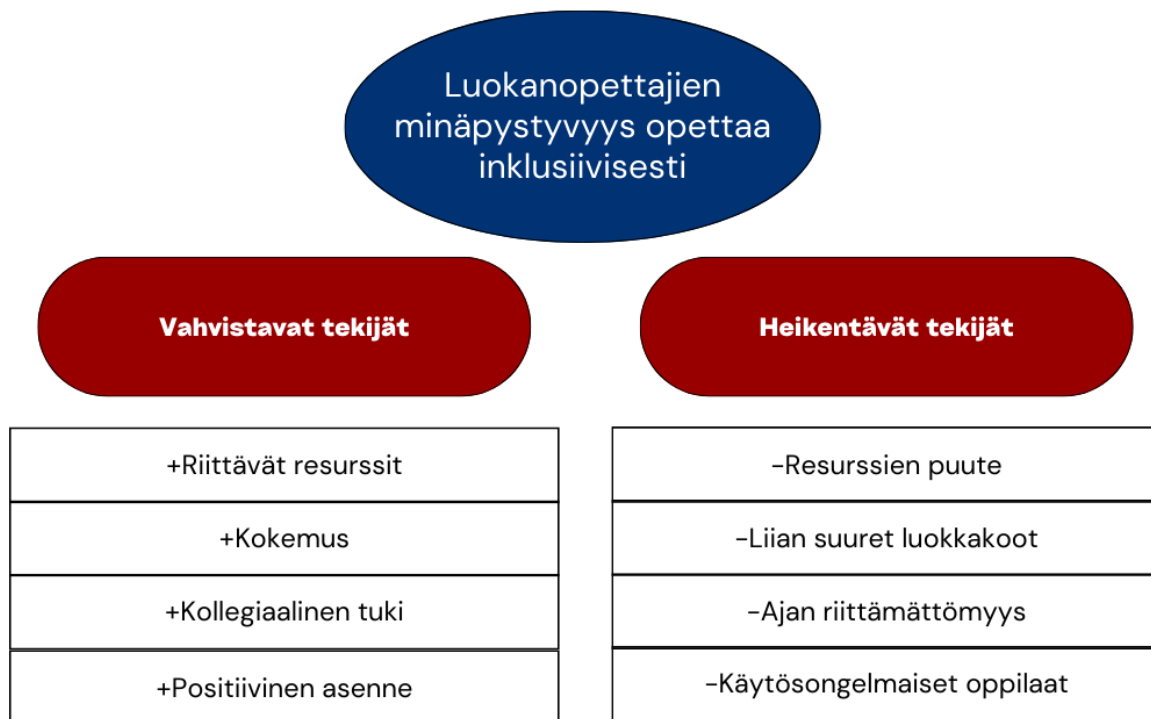 Luokanopettajien
minäpystyvyys opettaa
inklusiivisesti
Vahvistavat tekijät
Heikentävät tekijät
+Riittävät resurssit
+Kokemus
+Kollegiaalinen tuki
+Positiivinen asenne
-Resurssien puute
-Liian suuret luokkakoot
-Ajan riittämättömyys
-Käytösongelmaiset oppilaat